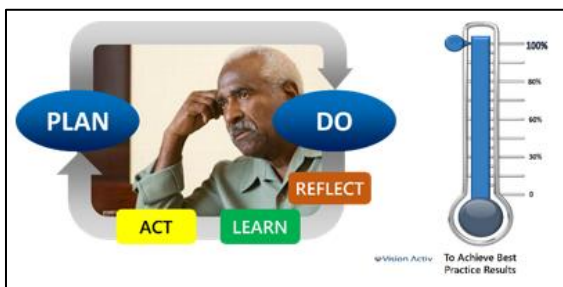 PLAN
DO
REFLECT
LEARN
ACT
100%
80%
60%
30%
0
Vision Activ
To Achieve Best
Practice Results